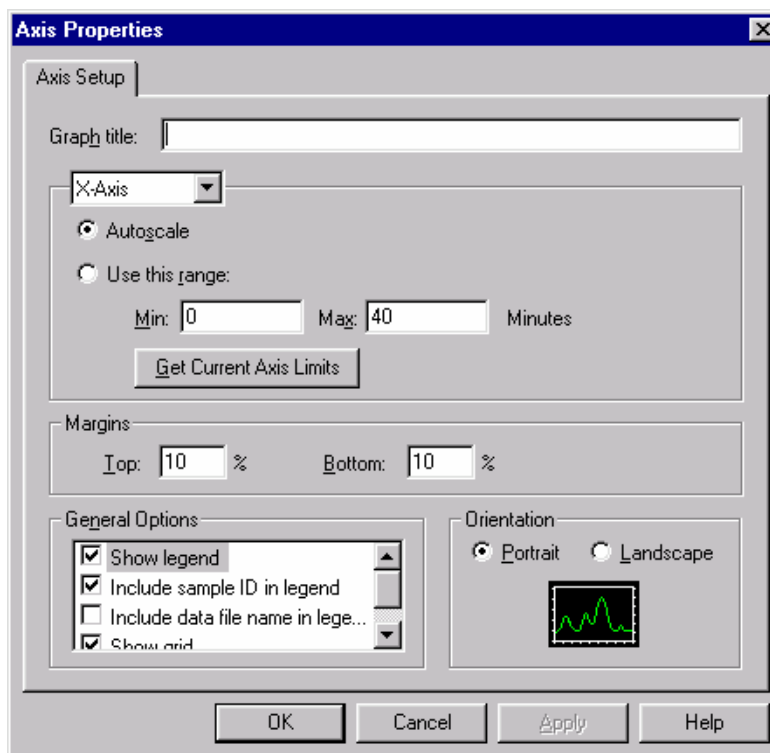 Axis Properties
Axis Setup
Graph title:
X-Axis
Autoscale
Use this range:
Min: 0 Max: 40 Minutes
Get Current Axis Limits
Margins
Top: 10 % Bottom: 10 %
General Options
Show legend
Include sample ID in legend
Include data file name in lege...
Show grid
Orientation
Portrait Landscape
OK Cancel Apply Help